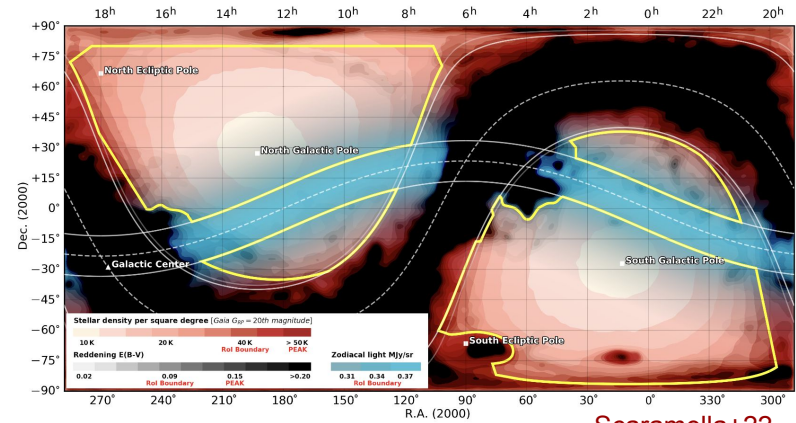 18h 16h 14h 12h 10h 8h 6h 4h 2h 0h 22h 20h
+90°
+75°
+60°
+45°
+30°
+15°
0°
−15°
−30°
−45°
−60°
−75°
−90°
Dec. (2000)
North Ecliptic Pole
North Galactic Pole
Galactic Center
South Galactic Pole
South Ecliptic Pole
Stellar density per square degree [Gaia GBP = 20th magnitude]
10 K 20 K 40 K > 50 K
RoI Boundary PEAK
Reddening E(B-V) Zodiacal light MJy/sr
0.02 0.09 0.15 >0.20 0.31 0.34 0.37
RoI Boundary PEAK RoI Boundary
270° 240° 210° 180° 150° 120° 90° 60° 30° 0° 330° 300°
R.A. (2000)